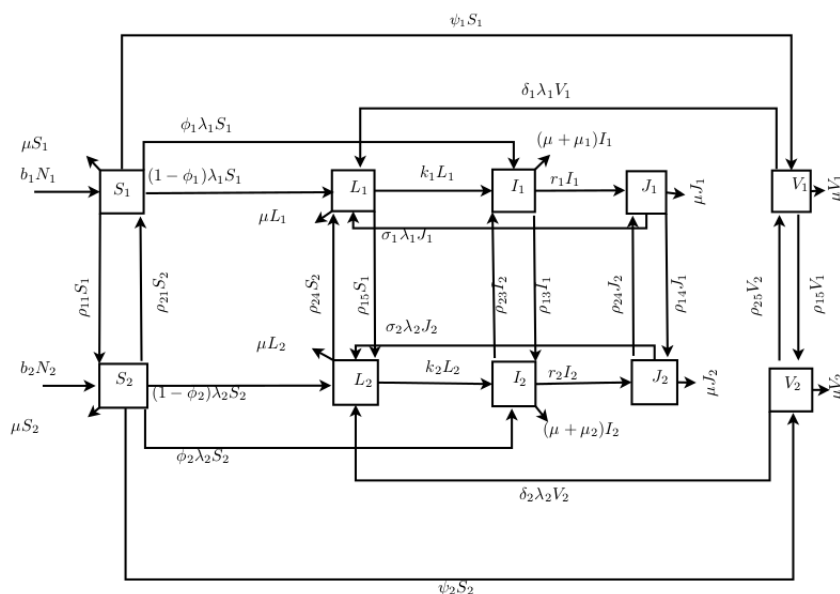 ψ₁S₁
δ₁λ₁V₁
μS₁
ϕ₁λ₁S₁
(μ + μ₁)I₁
b₁N₁
S₁
(1 − ϕ₁)λ₁S₁
L₁
k₁L₁
I₁
r₁I₁
J₁
μJ₁
V₁
μV₁
μL₁
σ₁λ₁J₁
ρ₁₁S₁
ρ₂₁S₂
ρ₂₄S₂
ρ₁₅S₁
ρ₂₃I₂
ρ₁₃I₁
ρ₂₄J₂
ρ₁₄J₁
ρ₂₅V₂
ρ₁₅V₁
σ₂λ₂J₂
μL₂
b₂N₂
S₂
(1 − ϕ₂)λ₂S₂
L₂
k₂L₂
I₂
r₂I₂
J₂
μJ₂
V₂
μV₂
μS₂
ϕ₂λ₂S₂
(μ + μ₂)I₂
δ₂λ₂V₂
ψ₂S₂